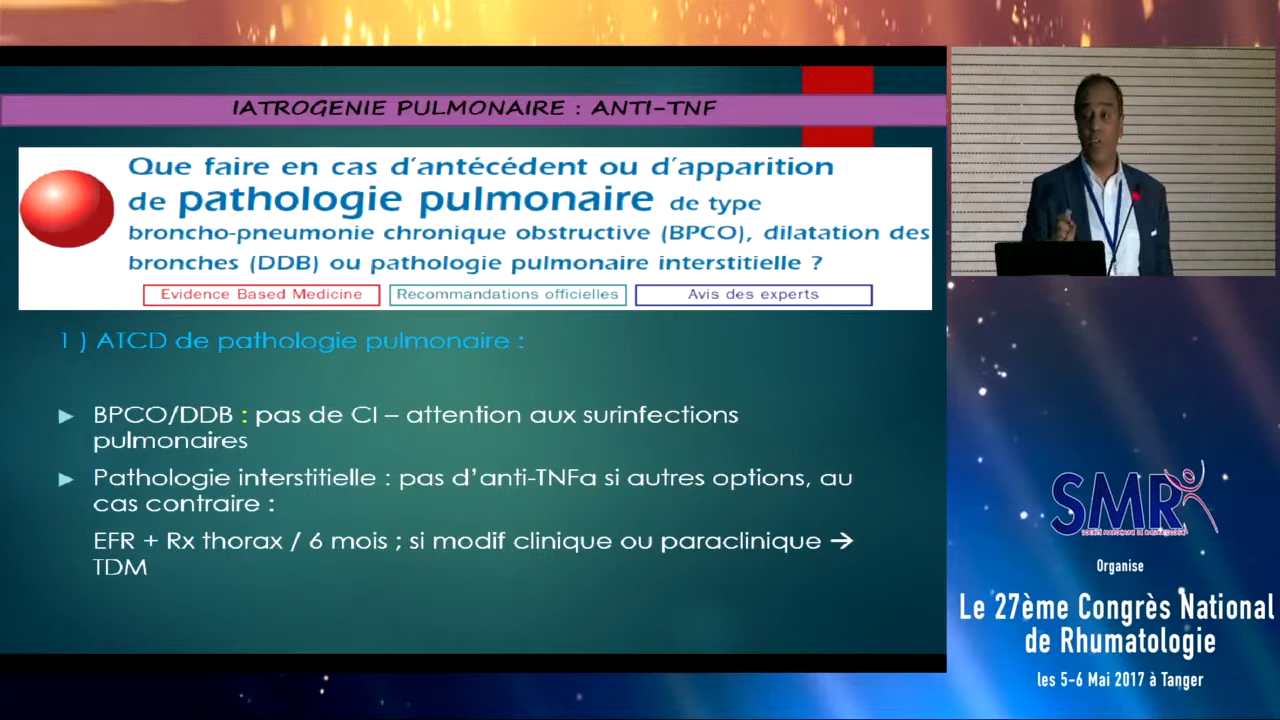 IATROGENIE PULMONAIRE : ANTI-TNF
Que faire en cas d'antécédent ou d'apparition
de pathologie pulmonaire de type
broncho-pneumonie chronique obstructive (BPCO), dilatation des
bronches (DDB) ou pathologie pulmonaire interstitielle ?
Evidence Based Medicine
Recommandations officielles
Avis des experts
1 ) ATCD de pathologie pulmonaire :
► BPCO/DDB : pas de CI – attention aux surinfections
pulmonaires
► Pathologie interstitielle : pas d'anti-TNFa si autres options, au
cas contraire :
EFR + Rx thorax / 6 mois ; si modif clinique ou paraclinique →
TDM
SMR
Organise
Le 27ème Congrès National
de Rhumatologie
les 5-6 Mai 2017 à Tanger